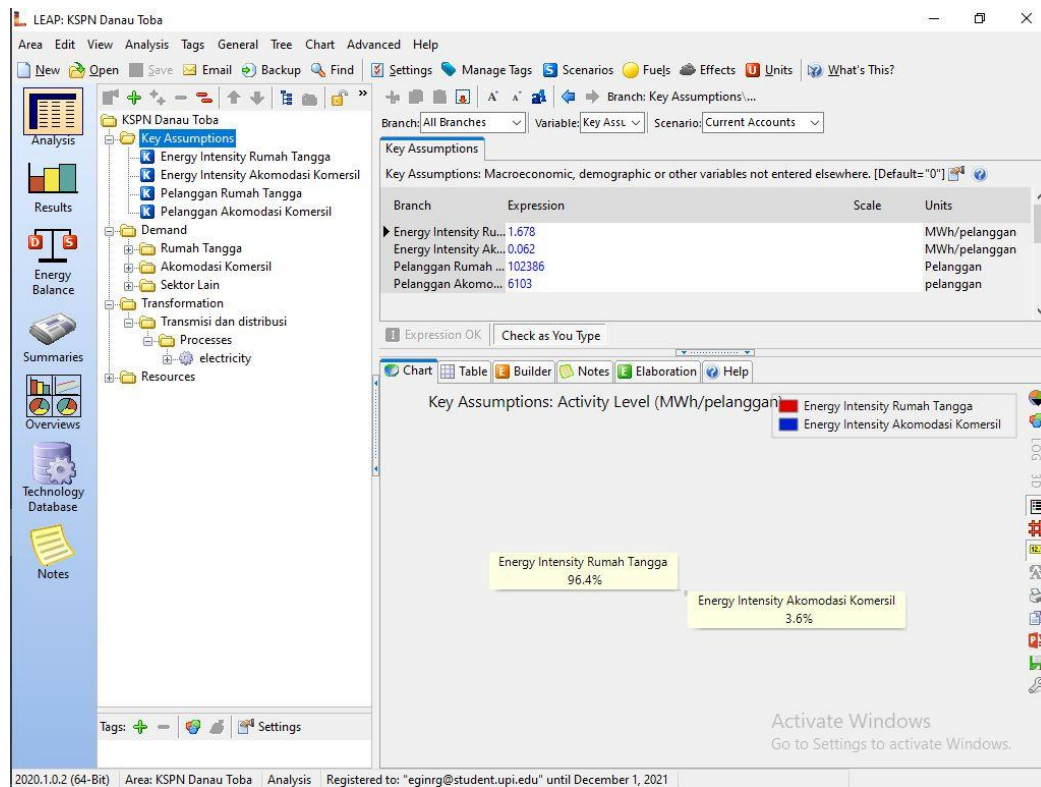 LEAP: KSPN Danau Toba
Area Edit View Analysis Tags General Tree Chart Advanced Help
New Open Save Email Backup Find Settings Manage Tags Scenarios Fuels Effects Units What's This?
Branch: Key Assumptions\...
Branch: All Branches Variable: Key Assu Scenario: Current Accounts
Analysis
Results
Energy
Balance
Summaries
Overviews
Technology
Database
Notes
KSPN Danau Toba
Key Assumptions
Energy Intensity Rumah Tangga
Energy Intensity Akomodasi Komersil
Pelanggan Rumah Tangga
Pelanggan Akomodasi Komersil
Demand
Rumah Tangga
Akomodasi Komersil
Sektor Lain
Transformation
Transmisi dan distribusi
Processes
electricity
Resources
Tags: Settings
Key Assumptions
Key Assumptions: Macroeconomic, demographic or other variables not entered elsewhere. [Default="0"]
Branch Expression Scale Units
Energy Intensity Ru... 1.678 MWh/pelanggan
Energy Intensity Ak... 0.062 MWh/pelanggan
Pelanggan Rumah ... 102386 Pelanggan
Pelanggan Akomo... 6103 pelanggan
Expression OK Check as You Type
Chart Table Builder Notes Elaboration Help
Key Assumptions: Activity Level (MWh/pelanggan)
Energy Intensity Rumah Tangga
Energy Intensity Akomodasi Komersil
LOG
3D
Energy Intensity Rumah Tangga
96.4%
Energy Intensity Akomodasi Komersil
3.6%
Activate Windows
Go to Settings to activate Windows.
2020.1.0.2 (64-Bit) Area: KSPN Danau Toba Analysis Registered to: "eginrg@student.upi.edu" until December 1, 2021